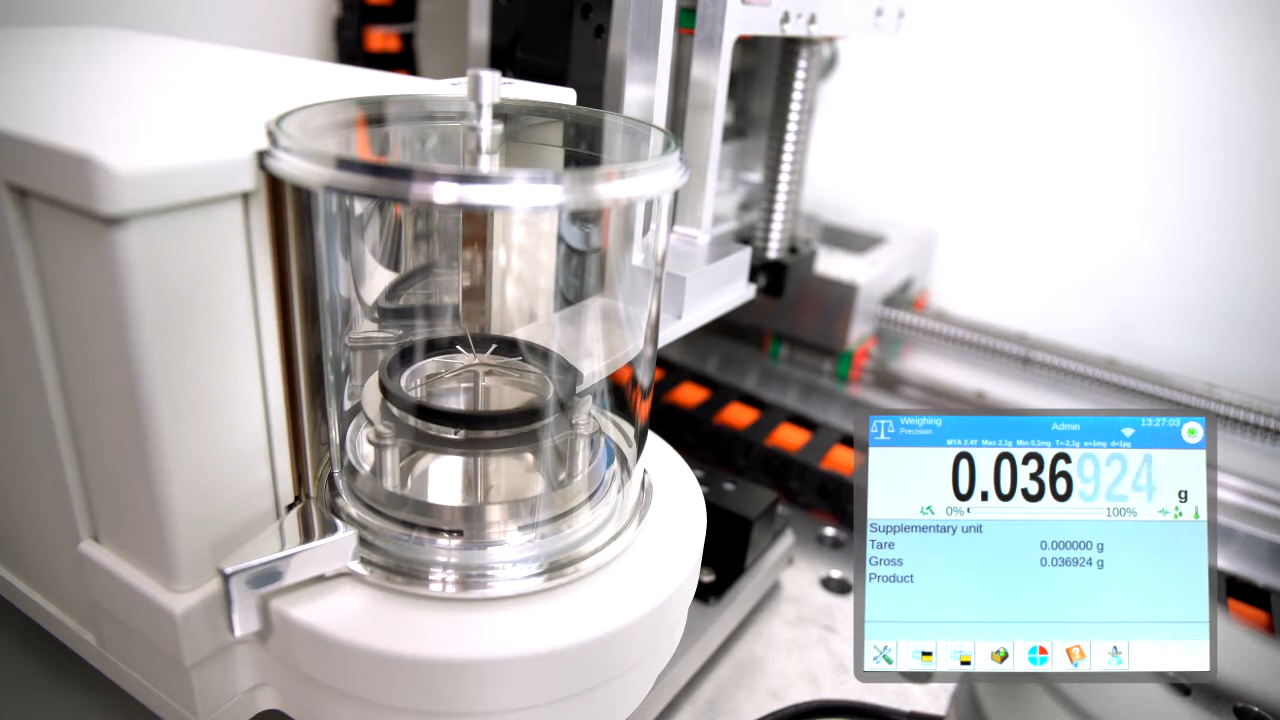 Weighing
Precision
Admin
13:27:03
MYA 2.4Y Max 2,1g Min 0,1mg T=-2,1g e=1mg d=1µg
0.036924 g
0% 100%
Supplementary unit
Tare 0.000000 g
Gross 0.036924 g
Product